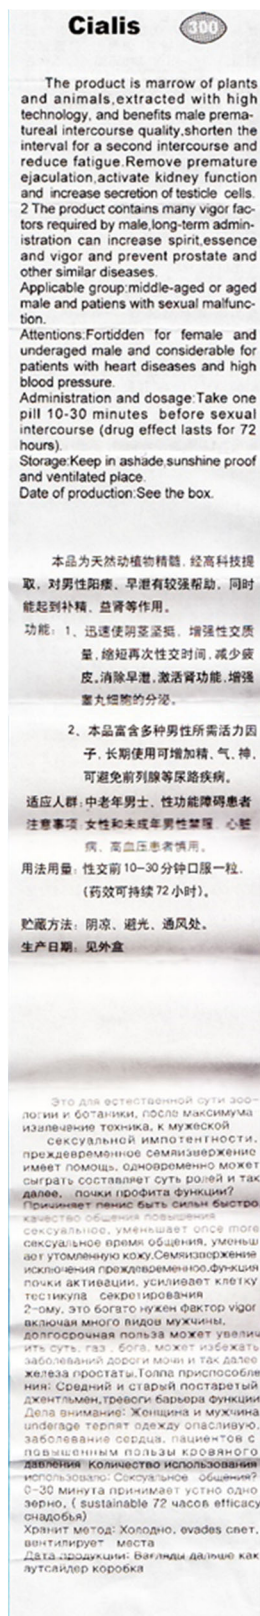 Cialis 300
The product is marrow of plants
and animals,extracted with high
technology, and benefits male prema-
tureal intercourse quality,shorten the
interval for a second intercourse and
reduce fatigue.Remove premature
ejaculation,activate kidney function
and increase secretion of testicle cells.
2 The product contains many vigor fac-
tors required by male,long-term admin-
istration can increase spirit,essence
and vigor and prevent prostate and
other similar diseases.
Applicable group:middle-aged or aged
male and patiens with sexual malfunc-
tion.
Attentions:Fortidden for female and
underaged male and considerable for
patients with heart diseases and high
blood pressure.
Administration and dosage:Take one
pill 10-30 minutes before sexual
intercourse (drug effect lasts for 72
hours).
Storage:Keep in ashade,sunshine proof
and ventilated place.
Date of production:See the box.
本品为天然动植物精髓，经高科技提
取，对男性阳痿、早泄有较强帮助，同时
能起到补精、益肾等作用。
功能：1、迅速使阴茎坚挺，增强性交质
量，缩短再次性交时间，减少疲
皮，消除早泄，激活肾功能，增强
睾丸细胞的分泌。
2、本品富含多种男性所需活力因
子，长期使用可增加精、气、神，
可避免前列腺等尿路疾病。
适应人群：中老年男士、性功能障碍患者
注意事项：女性和未成年男性禁服，心脏
病、高血压患者慎用。
用法用量：性交前10-30分钟口服一粒，
(药效可持续72小时)。
贮藏方法：阴凉、避光、通风处。
生产日期：见外盒
Это для естественной сути зоо-
логии и ботаники, после максимума
извлечение техника, к мужеской
сексуальной импотентности,
преждевременное семяизвержение
имеет помощь, одновременно может
сыграть составляет суть ролей и так
далее, почки профита функции?
Причиняет пенис быть сильн быстро
качество общения повышения
сексуальное, уменьшает once more
сексуальное время общения, уменьш
ает утомленную кожу.Семяизвержение
исключения преждевременное,функция
почки активации, усиливает клетку
тестикула секретирования
2-ому, это богато нужен фактор vigor
включая много видов мужчины,
долгосрочная польза может увелич
ить суть, газ, бога, может избежать
заболеваний дороги мочи и так далее
железа простаты.Толпа приспособле
ния: Средний и старый постаретый
джентльмен,тревоги барьера функции
Дела внимание: Женщина и мужчина
underage терпят одежду опасливую,
заболевание сердца, пациентов с
повышенным пользы кровяного
давления Количество использования
использовало: Сексуальное общения?
0-30 минута принимает устно одно
зерно, ( sustainable 72 часов efficacy
снадобья)
Хранит метод: Холодно, evades свет,
вентилирует места
Дата продукции: Ваганды дальше как
аутсайдер коробка